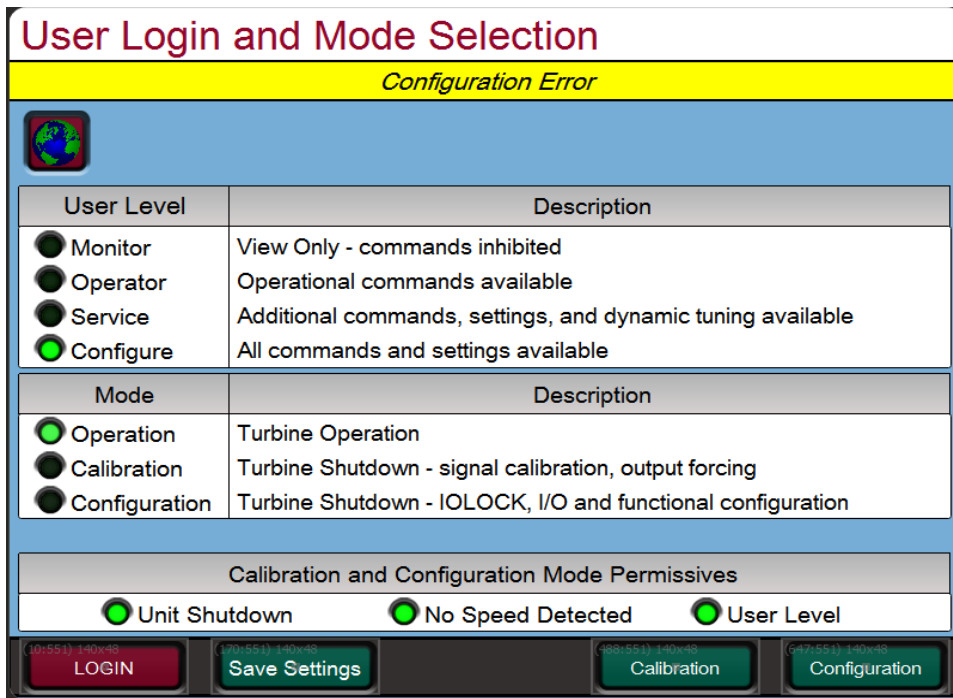 User Login and Mode Selection
Configuration Error
User Level Description
Monitor View Only - commands inhibited
Operator Operational commands available
Service Additional commands, settings, and dynamic tuning available
Configure All commands and settings available
Mode Description
Operation Turbine Operation
Calibration Turbine Shutdown - signal calibration, output forcing
Configuration Turbine Shutdown - IOLOCK, I/O and functional configuration
Calibration and Configuration Mode Permissives
Unit Shutdown No Speed Detected User Level
(10:551) 140x48 (170:551) 140x48 (488:551) 140x48 (647:551) 140x48
LOGIN Save Settings Calibration Configuration